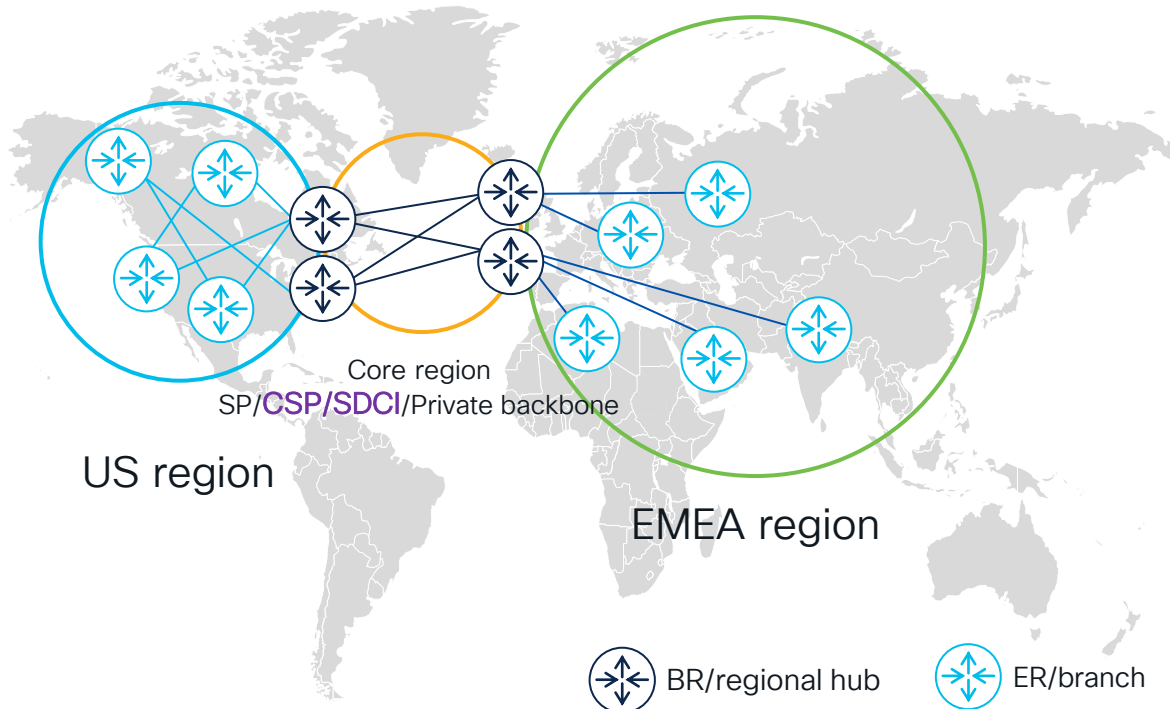 Core region
SP/CSP/SDCI/Private backbone
US region
EMEA region
BR/regional hub
ER/branch